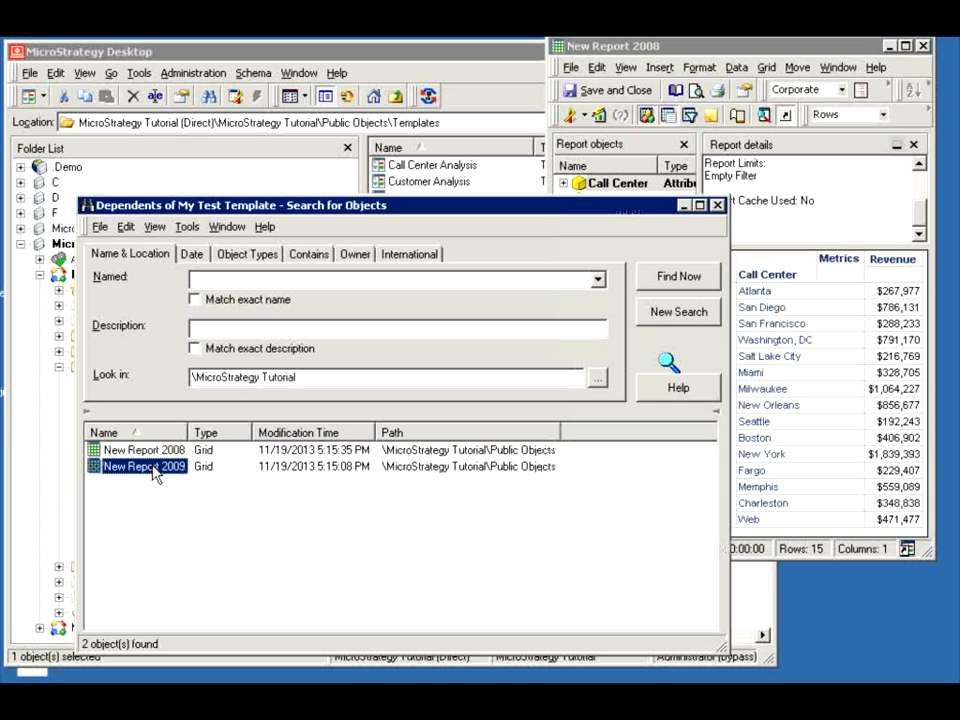 MicroStrategy Desktop
File Edit View Go Tools Administration Schema Window Help
Location: MicroStrategy Tutorial (Direct)\MicroStrategy Tutorial\Public Objects\Templates
Folder List
Name
.Demo
C
D
F
Call Center Analysis
Customer Analysis
New Report 2008
File Edit View Insert Format Data Grid Move Window Help
Save and Close
Corporate
Rows
Report objects
Name Type
Call Center
Report details
Report Limits:
Empty Filter
Cache Used: No
Metrics Revenue
Call Center
Atlanta $267,977
San Diego $786,131
San Francisco $288,233
Washington, DC $791,170
Salt Lake City $216,769
Miami $328,705
Milwaukee $1,064,227
New Orleans $856,677
Seattle $192,243
Boston $406,902
New York $1,839,393
Fargo $229,407
Memphis $559,089
Charleston $348,838
Web $471,477
Rows: 15 Columns: 1
Dependents of My Test Template - Search for Objects
File Edit View Tools Window Help
Name & Location Date Object Types Contains Owner International
Named:
Match exact name
Description:
Match exact description
Look in: \MicroStrategy Tutorial
...
Find Now
New Search
Help
Name Type Modification Time Path
New Report 2008 Grid 11/19/2013 5:15:35 PM \MicroStrategy Tutorial\Public Objects
New Report 2009 Grid 11/19/2013 5:15:08 PM \MicroStrategy Tutorial\Public Objects
2 object(s) found
1 object(s) selected MicroStrategy Tutorial (Direct) MicroStrategy Tutorial Administrator (Bypass)